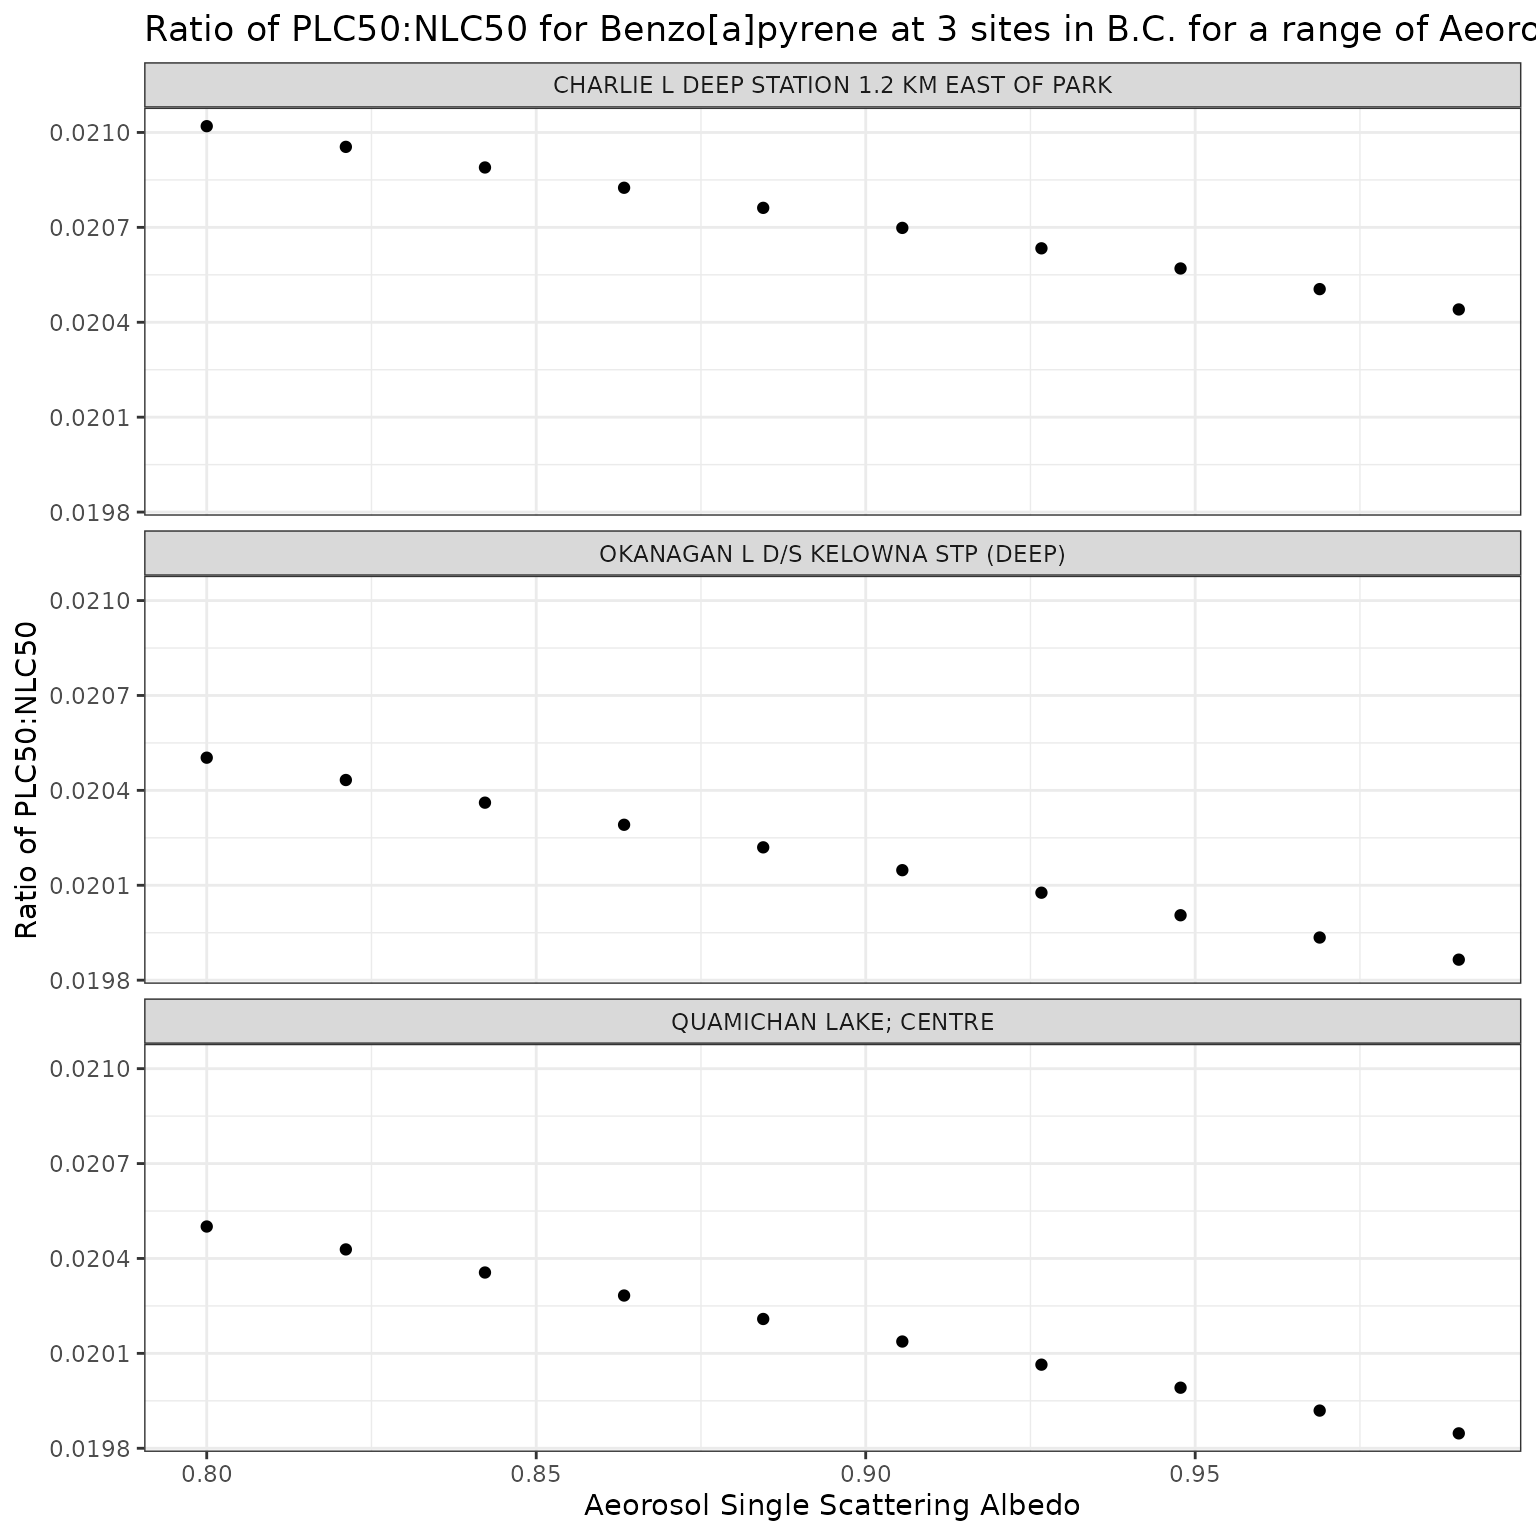 Ratio of PLC50:NLC50 for Benzo[a]pyrene at 3 sites in B.C. for a range of Aeoro
CHARLIE L DEEP STATION 1.2 KM EAST OF PARK
0.0210
0.0207
0.0204
0.0201
0.0198
OKANAGAN L D/S KELOWNA STP (DEEP)
0.0210
0.0207
0.0204
0.0201
0.0198
Ratio of PLC50:NLC50
QUAMICHAN LAKE; CENTRE
0.0210
0.0207
0.0204
0.0201
0.0198
0.80 0.85 0.90 0.95
Aeorosol Single Scattering Albedo